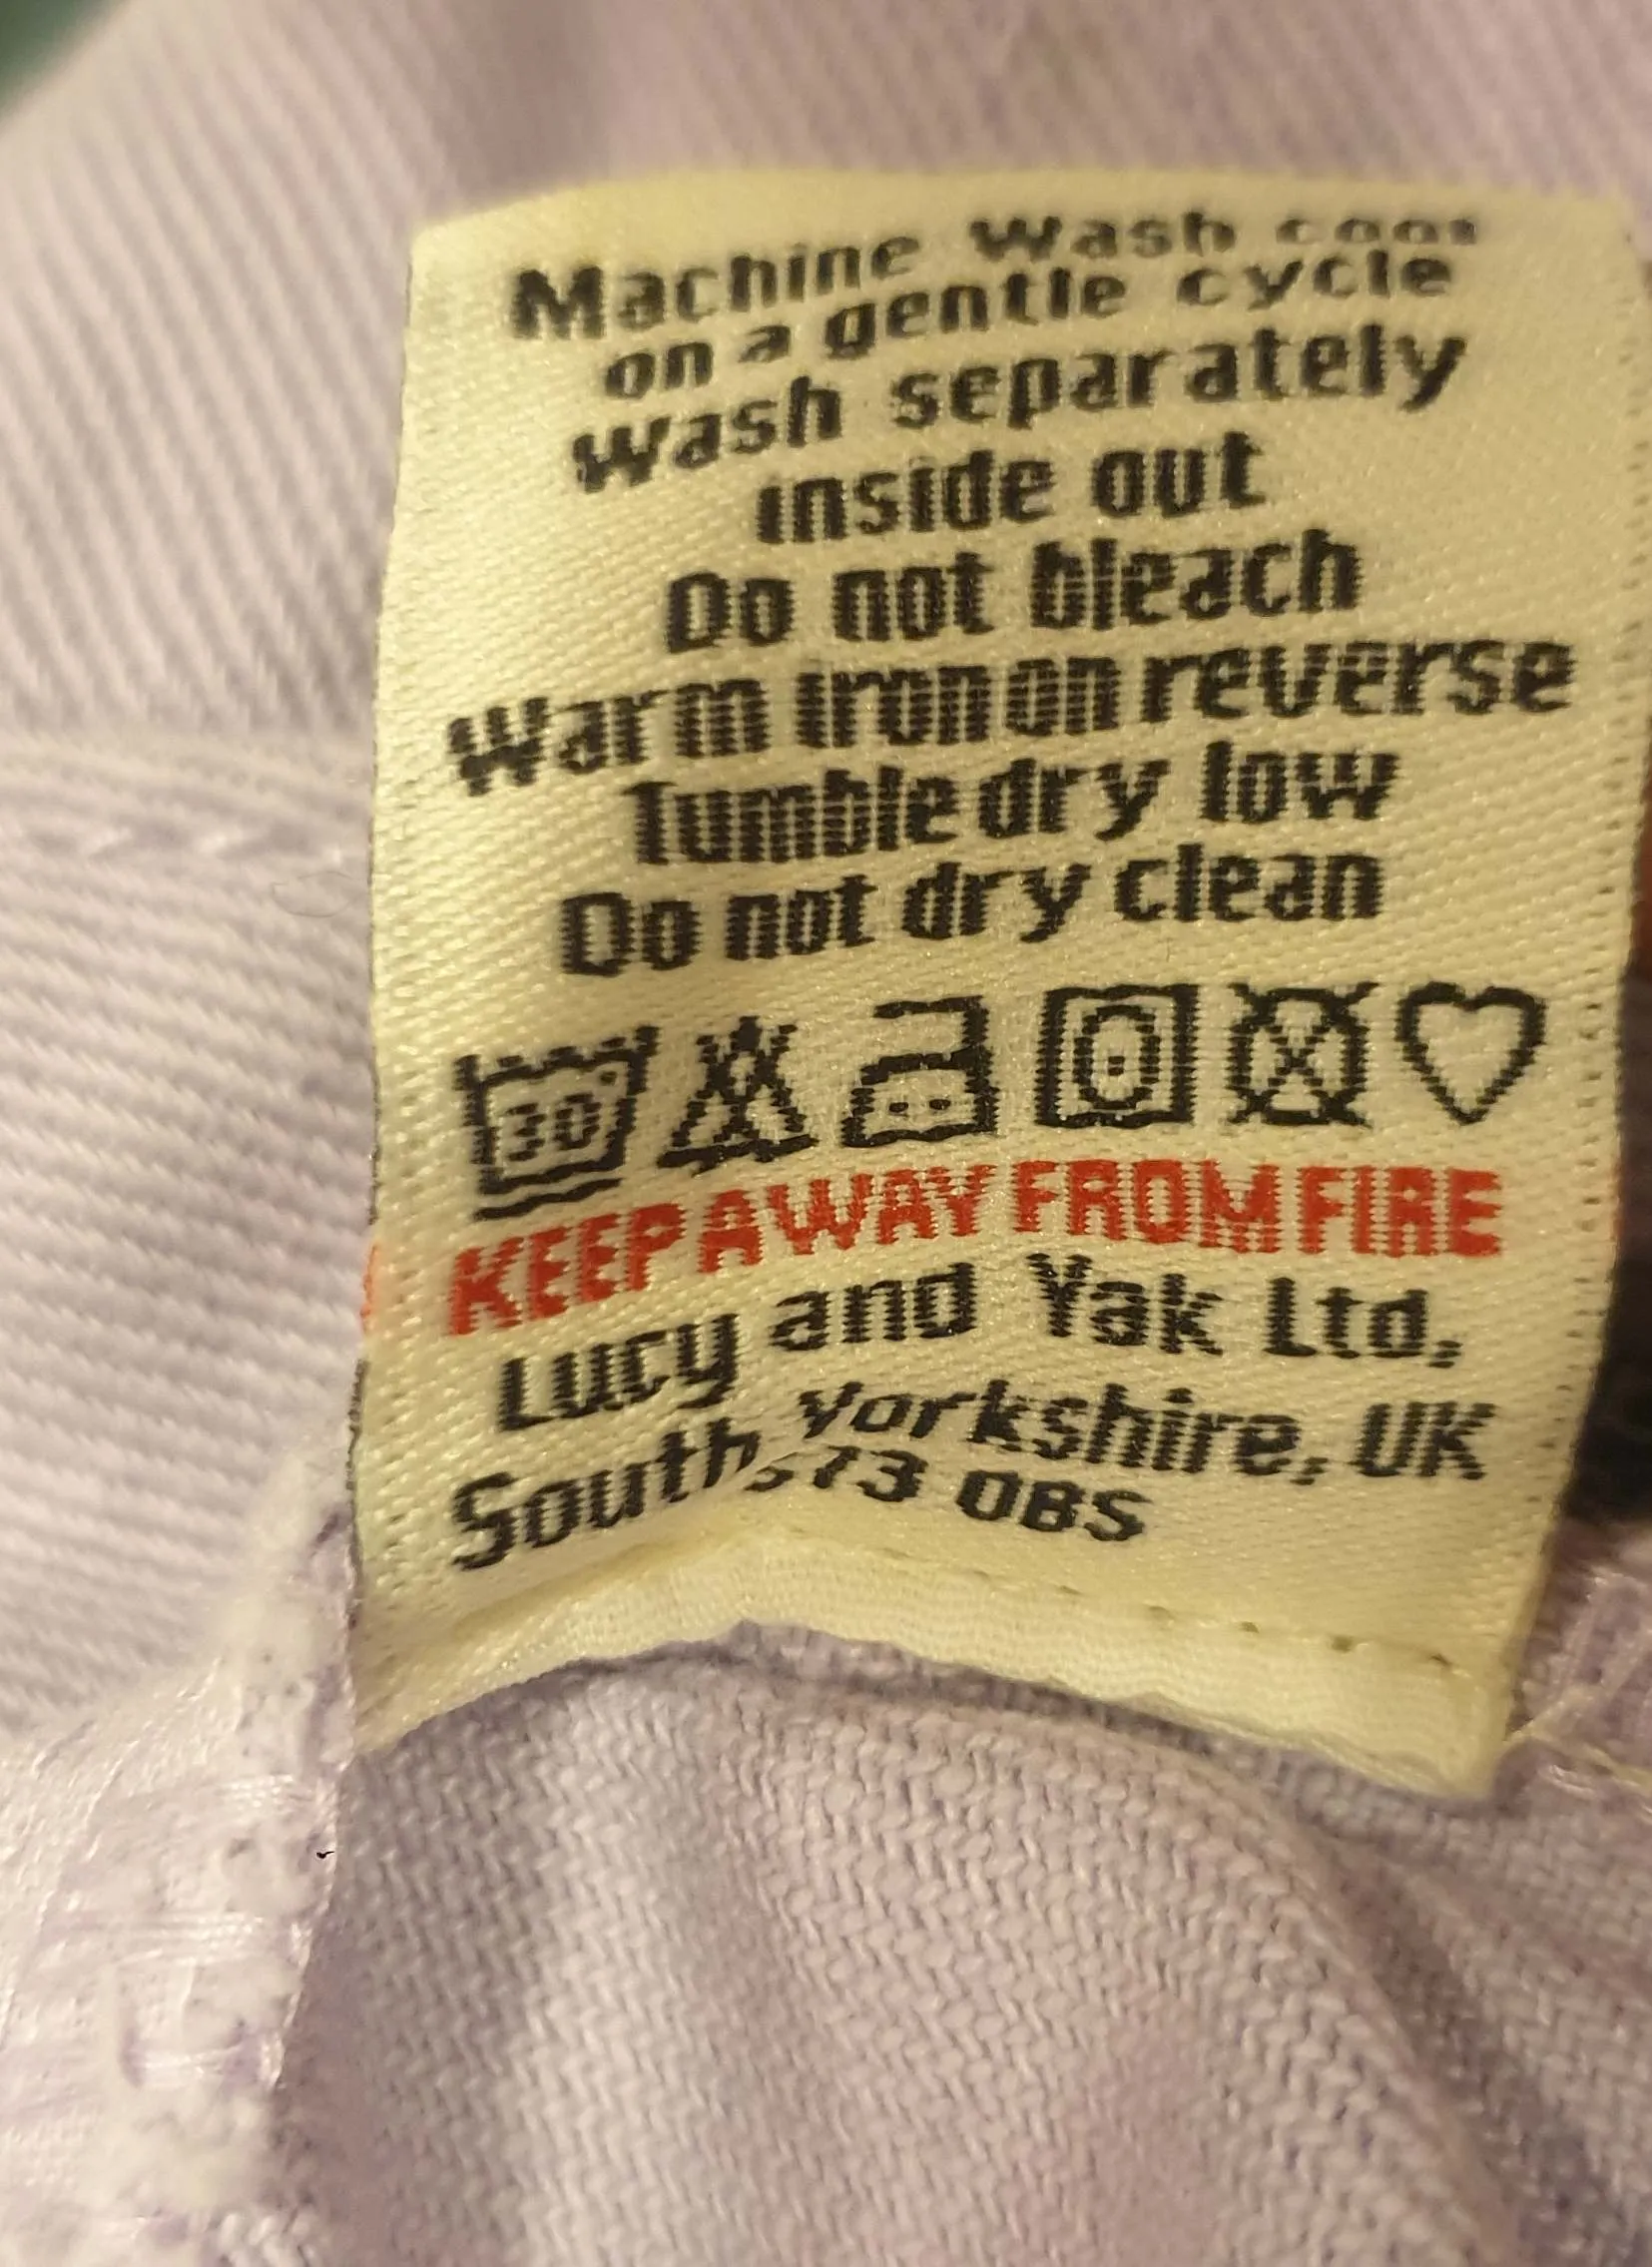 Machine Wash cool
on a gentle cycle
Wash separately
inside out
Do not bleach
Warm iron on reverse
Tumble dry low
Do not dry clean
30°
KEEP AWAY FROM FIRE
Lucy and Yak Ltd,
South Yorkshire, UK
S73 0BS